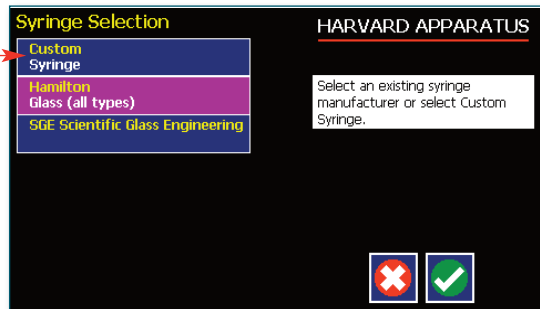 Syringe Selection
Custom
Syringe
Hamilton
Glass (all types)
SGE Scientific Glass Engineering
HARVARD APPARATUS
Select an existing syringe
manufacturer or select Custom
Syringe.